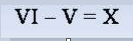 VI – V = X